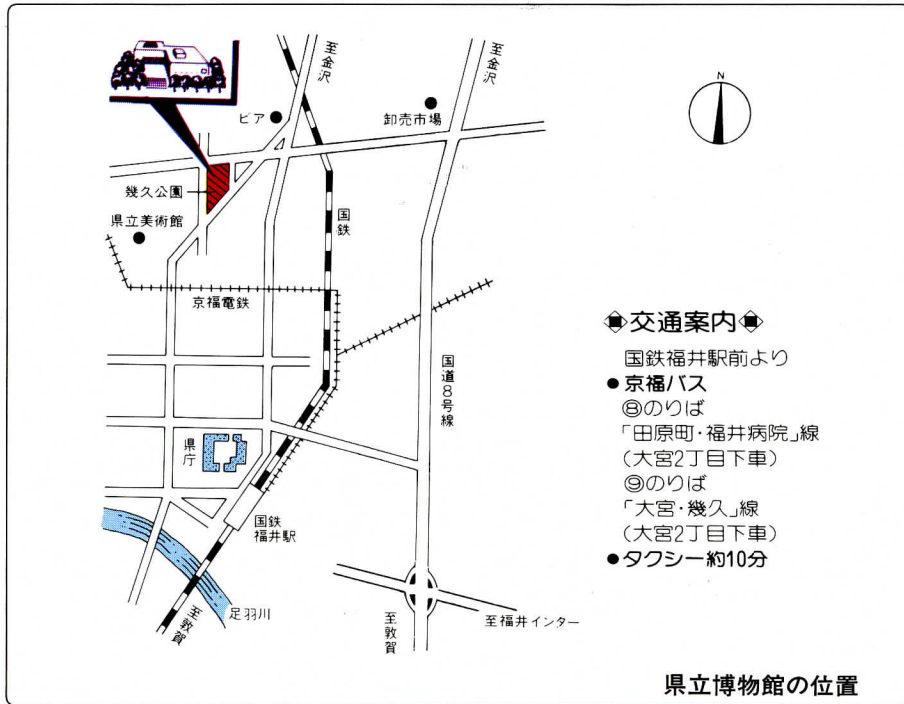 至金沢
至金沢
N
ピア
卸売市場
幾久公園
県立美術館
国鉄
京福電鉄
国道8号線
県庁
国鉄
福井駅
足羽川
至敦賀
至敦賀
至福井インター
交通案内
国鉄福井駅前より
●京福バス
⑧のりば
「田原町・福井病院」線
(大宮2丁目下車)
⑨のりば
「大宮・幾久」線
(大宮2丁目下車)
●タクシー約10分
県立博物館の位置